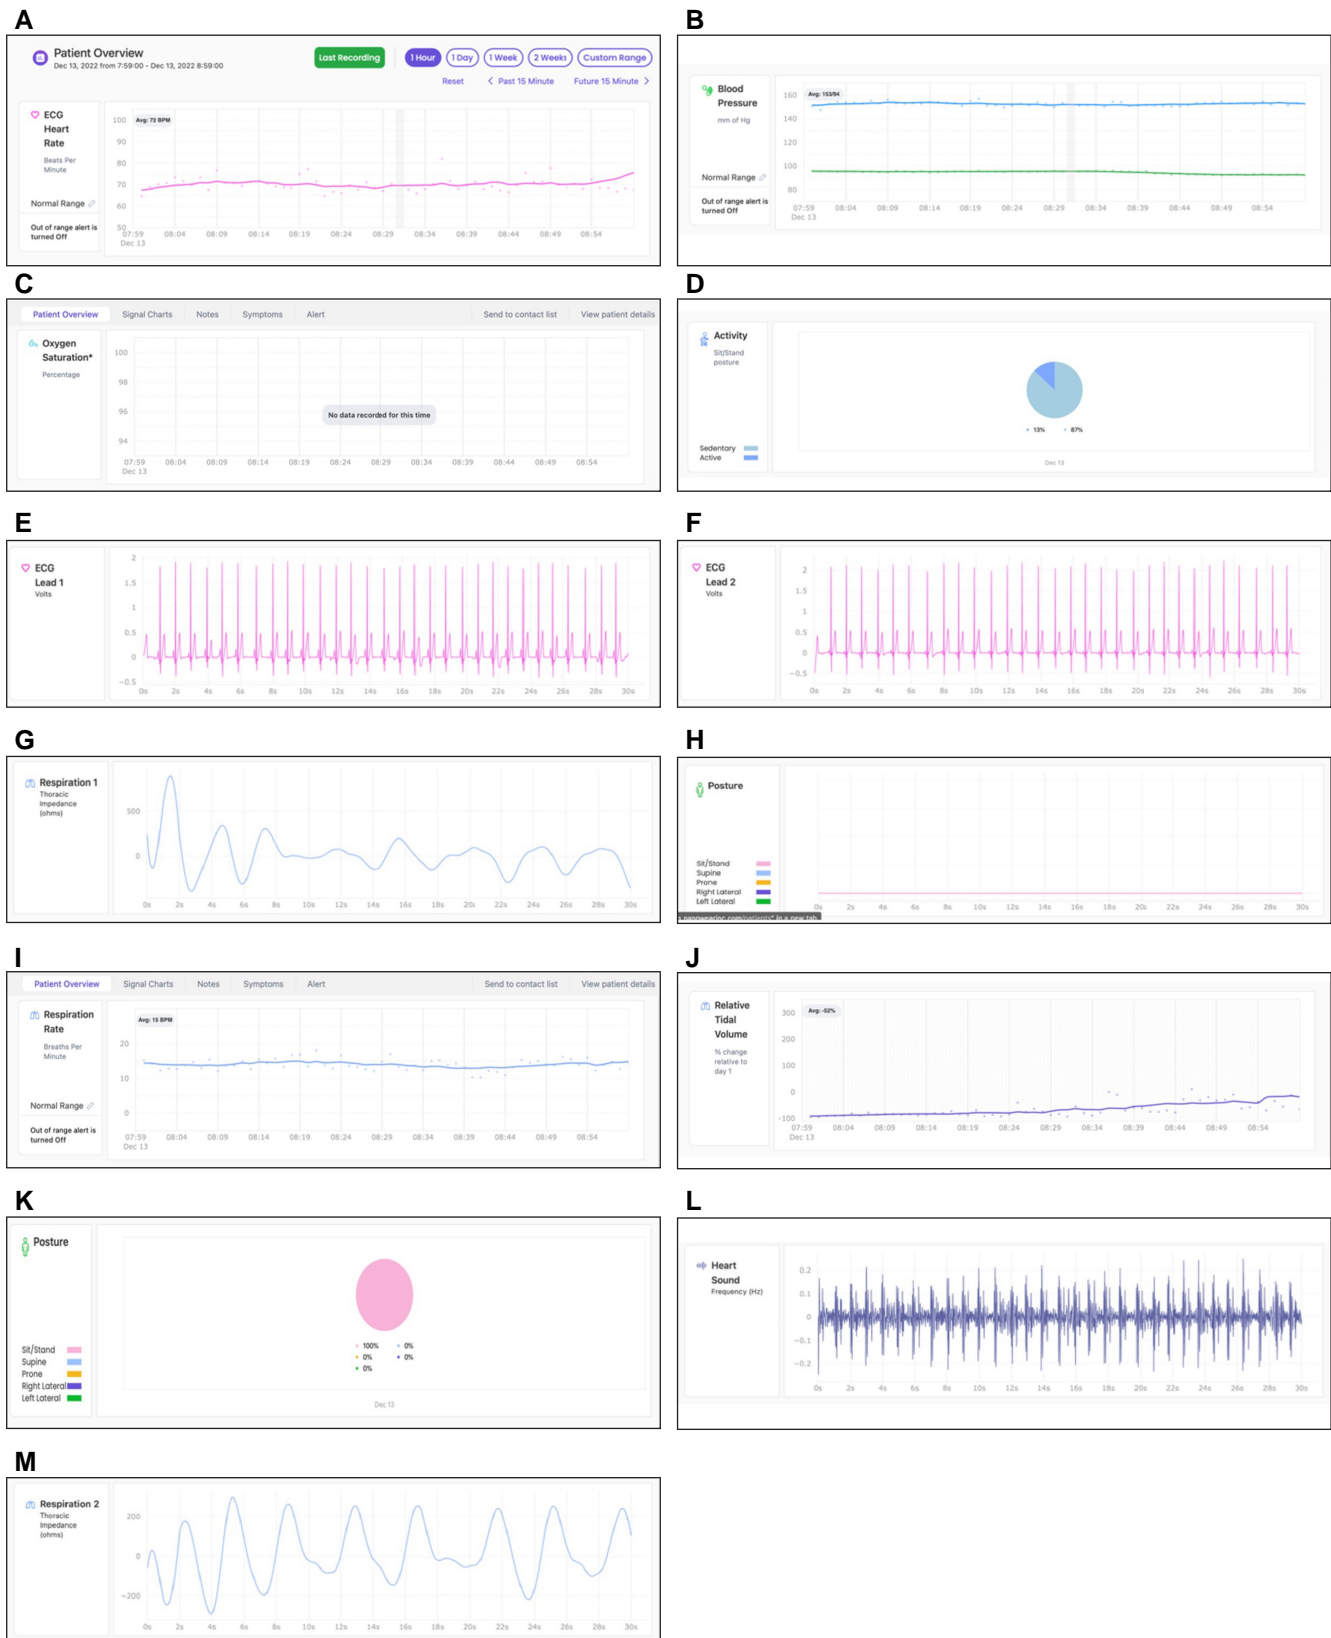 A
Patient Overview
Dec 13, 2022 from 7:59:00 - Dec 13, 2022 8:59:00
Last Recording
1 Hour
1 Day
1 Week
2 Weeks
Custom Range
Reset
< Past 15 Minute
Future 15 Minute >
ECG
Heart
Rate
Beats Per
Minute
Normal Range
Out of range alert is
turned Off
Avg: 72 BPM
100
90
80
70
60
50
07:59 08:04 08:09 08:14 08:19 08:24 08:29 08:34 08:39 08:44 08:49 08:54
Dec 13
B
Blood
Pressure
mm of Hg
Normal Range
Out of range alert is
turned Off
Avg: 153/94
160
140
120
100
80
07:59 08:04 08:09 08:14 08:19 08:24 08:29 08:34 08:39 08:44 08:49 08:54
Dec 13
C
Patient Overview Signal Charts Notes Symptoms Alert Send to contact list View patient details
Oxygen
Saturation*
Percentage
100
98
96
94
No data recorded for this time
07:59 08:04 08:09 08:14 08:19 08:24 08:29 08:34 08:39 08:44 08:49 08:54
Dec 13
D
Activity
Sit/Stand
posture
Sedentary
Active
13% 87%
Dec 13
E
ECG
Lead 1
Volts
2
1.5
1
0.5
0
−0.5
0s 2s 4s 6s 8s 10s 12s 14s 16s 18s 20s 22s 24s 26s 28s 30s
F
ECG
Lead 2
Volts
2
1.5
1
0.5
0
−0.5
0s 2s 4s 6s 8s 10s 12s 14s 16s 18s 20s 22s 24s 26s 28s 30s
G
Respiration 1
Thoracic
Impedance
(ohms)
500
0
0s 2s 4s 6s 8s 10s 12s 14s 16s 18s 20s 22s 24s 26s 28s 30s
H
Posture
Sit/Stand
Supine
Prone
Right Lateral
Left Lateral
in a new tab
0s 2s 4s 6s 8s 10s 12s 14s 16s 18s 20s 22s 24s 26s 28s 30s
I
Patient Overview Signal Charts Notes Symptoms Alert Send to contact list View patient details
Respiration
Rate
Breaths Per
Minute
Normal Range
Out of range alert is
turned Off
Avg: 15 BPM
20
10
0
07:59 08:04 08:09 08:14 08:19 08:24 08:29 08:34 08:39 08:44 08:49 08:54
Dec 13
J
Relative
Tidal
Volume
% change
relative to
day 1
Avg: -52%
300
200
100
0
-100
07:59 08:04 08:09 08:14 08:19 08:24 08:29 08:34 08:39 08:44 08:49 08:54
Dec 13
K
Posture
Sit/Stand
Supine
Prone
Right Lateral
Left Lateral
100% 0%
0% 0%
0%
Dec 13
L
Heart
Sound
Frequency (Hz)
0.2
0.1
0
−0.1
−0.2
0s 2s 4s 6s 8s 10s 12s 14s 16s 18s 20s 22s 24s 26s 28s 30s
M
Respiration 2
Thoracic
Impedance
(ohms)
200
0
−200
0s 2s 4s 6s 8s 10s 12s 14s 16s 18s 20s 22s 24s 26s 28s 30s